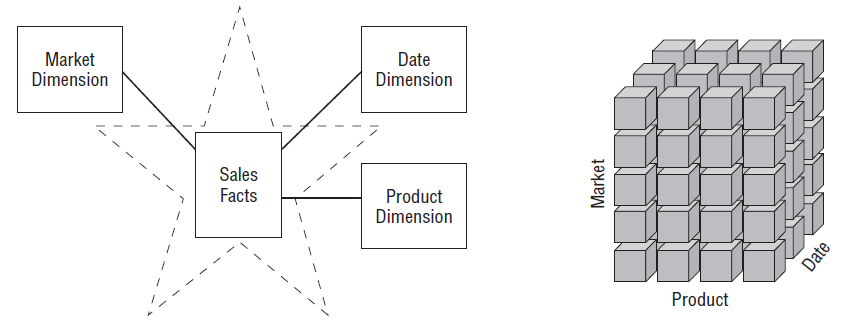 Market
Dimension
Date
Dimension
Sales
Facts
Product
Dimension
Market
Product
Date